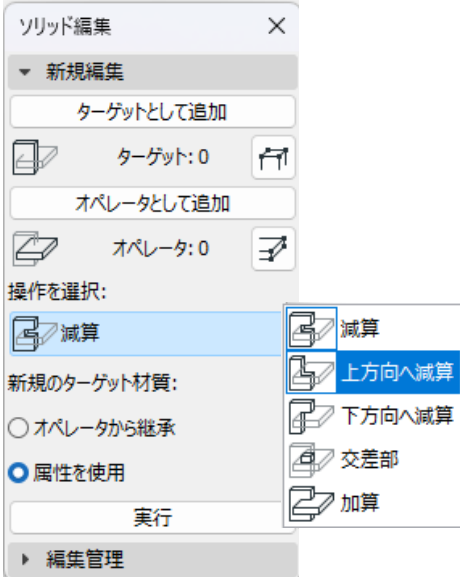 ソリッド編集
新規編集
ターゲットとして追加
ターゲット: 0
オペレータとして追加
オペレータ: 0
操作を選択:
減算
減算
上方向へ減算
下方向へ減算
交差部
加算
新規のターゲット材質:
オペレータから継承
属性を使用
実行
編集管理